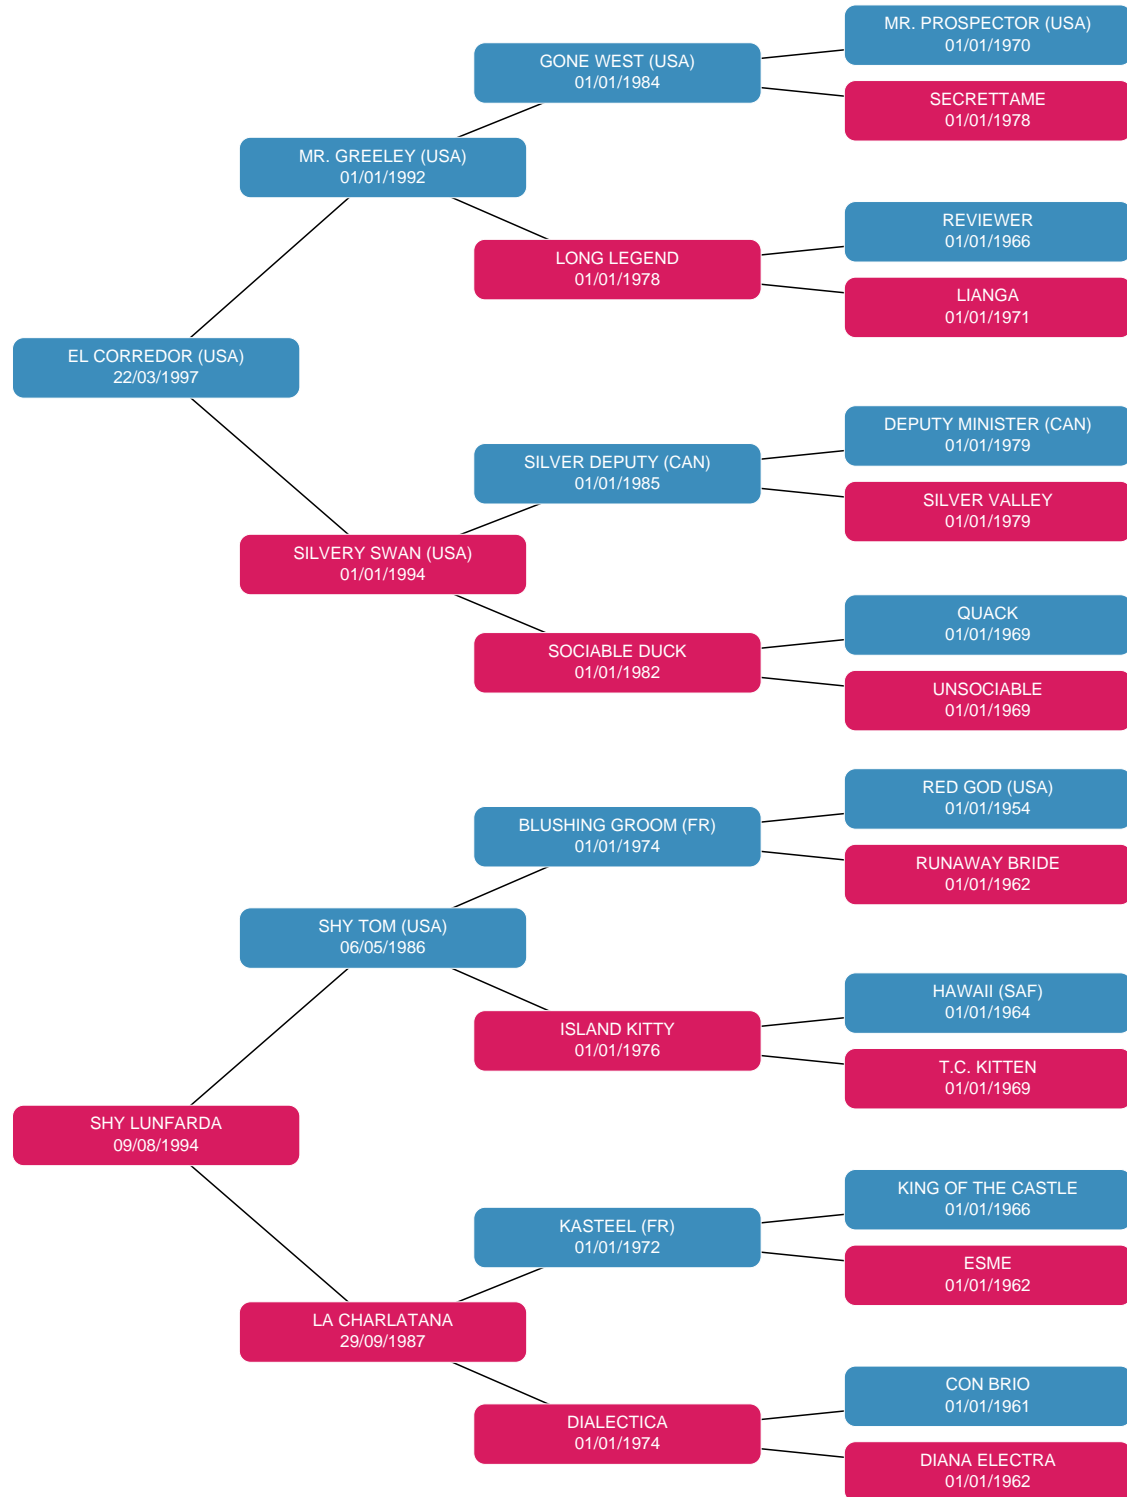 MR. PROSPECTOR (USA)
01/01/1970
GONE WEST (USA)
01/01/1984
SECRETTAME
01/01/1978
MR. GREELEY (USA)
01/01/1992
REVIEWER
01/01/1966
LONG LEGEND
01/01/1978
LIANGA
01/01/1971
EL CORREDOR (USA)
22/03/1997
DEPUTY MINISTER (CAN)
01/01/1979
SILVER DEPUTY (CAN)
01/01/1985
SILVER VALLEY
01/01/1979
SILVERY SWAN (USA)
01/01/1994
QUACK
01/01/1969
SOCIABLE DUCK
01/01/1982
UNSOCIABLE
01/01/1969
RED GOD (USA)
01/01/1954
BLUSHING GROOM (FR)
01/01/1974
RUNAWAY BRIDE
01/01/1962
SHY TOM (USA)
06/05/1986
HAWAII (SAF)
01/01/1964
ISLAND KITTY
01/01/1976
T.C. KITTEN
01/01/1969
SHY LUNFARDA
09/08/1994
KING OF THE CASTLE
01/01/1966
KASTEEL (FR)
01/01/1972
ESME
01/01/1962
LA CHARLATANA
29/09/1987
CON BRIO
01/01/1961
DIALECTICA
01/01/1974
DIANA ELECTRA
01/01/1962